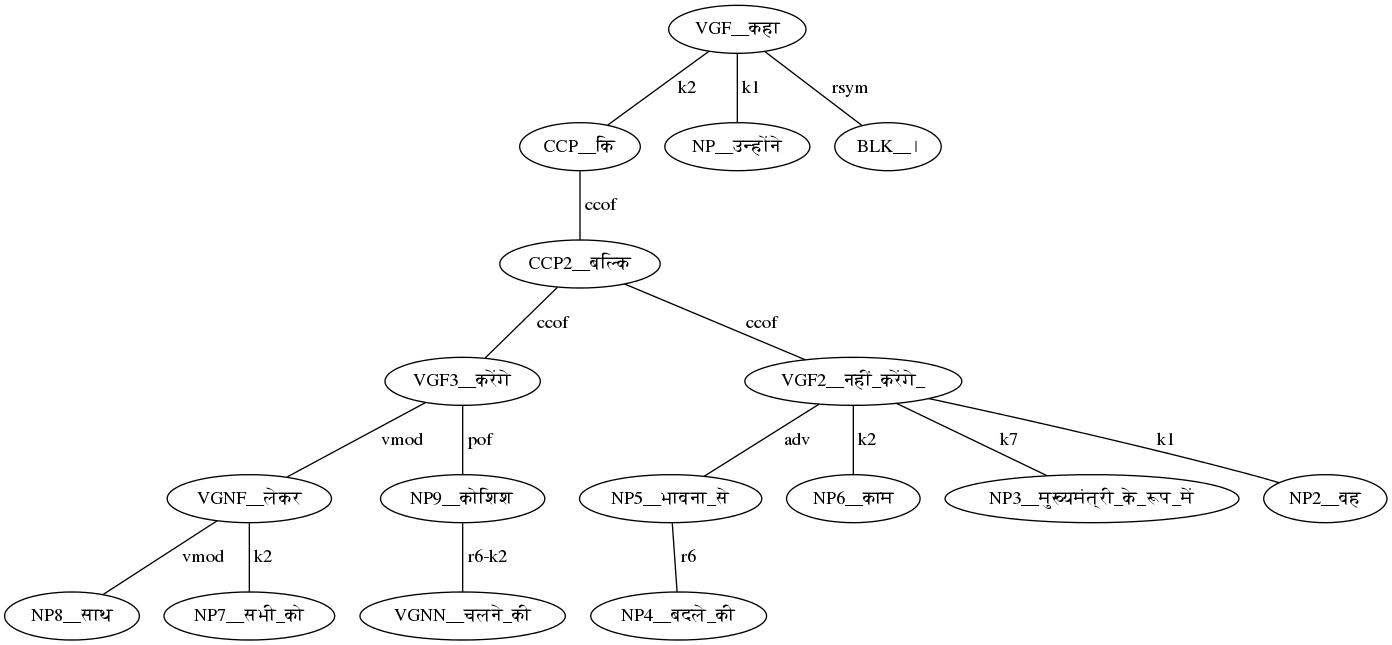 VGF__कहा
k2 k1 rsym
CCP__कि NP__उन्होंने BLK__।
ccof
CCP2__बल्कि
ccof ccof
VGF3__करेंगे VGF2__नहीं_करेंगे_
vmod pof adv k2 k7 k1
VGNF__लेकर NP9__कोशिश NP5__भावना_से NP6__काम NP3__मुख्यमंत्री_के_रूप_में NP2__वह
vmod k2 r6-k2 r6
NP8__साथ NP7__सभी_को VGNN__चलने_की NP4__बदले_की